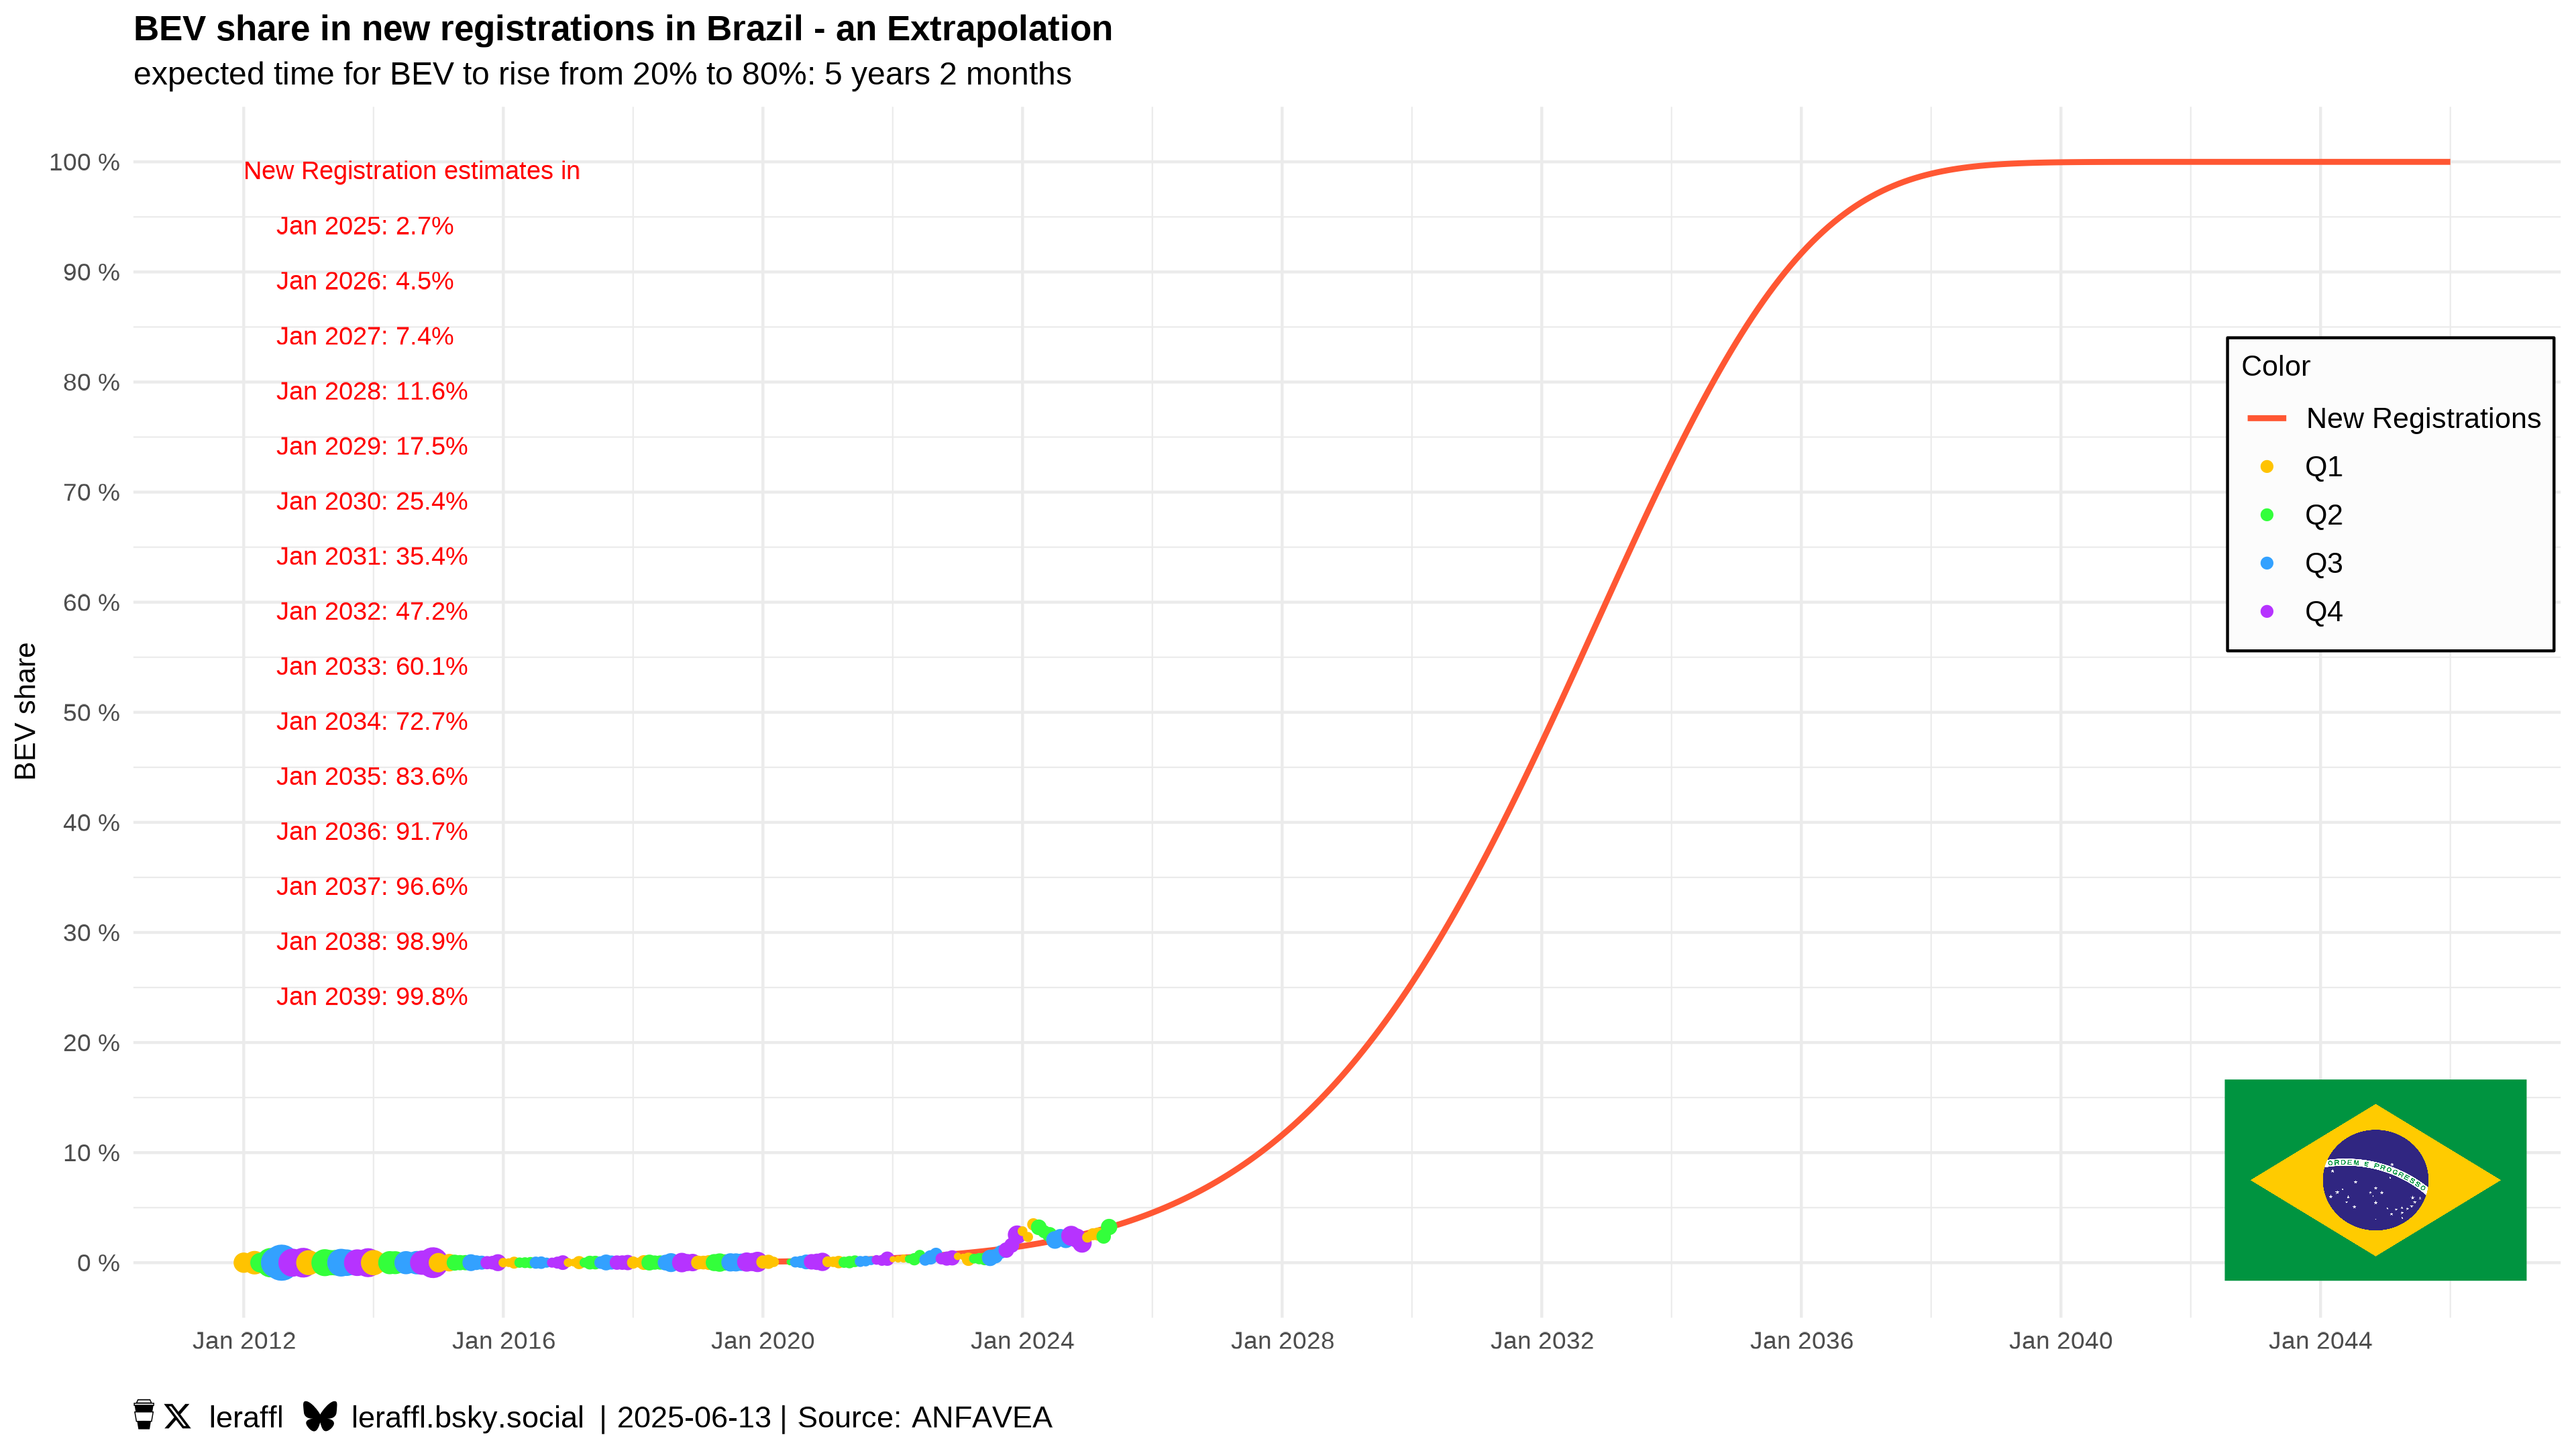 BEV share in new registrations in Brazil - an Extrapolation
expected time for BEV to rise from 20% to 80%: 5 years 2 months
100 %
90 %
80 %
70 %
60 %
50 %
40 %
30 %
20 %
10 %
0 %
BEV share
New Registration estimates in
Jan 2025: 2.7%
Jan 2026: 4.5%
Jan 2027: 7.4%
Jan 2028: 11.6%
Jan 2029: 17.5%
Jan 2030: 25.4%
Jan 2031: 35.4%
Jan 2032: 47.2%
Jan 2033: 60.1%
Jan 2034: 72.7%
Jan 2035: 83.6%
Jan 2036: 91.7%
Jan 2037: 96.6%
Jan 2038: 98.9%
Jan 2039: 99.8%
Color
New Registrations
Q1
Q2
Q3
Q4
ORDEM E PROGRESSO
Jan 2012
Jan 2016
Jan 2020
Jan 2024
Jan 2028
Jan 2032
Jan 2036
Jan 2040
Jan 2044
leraffl leraffl.bsky.social | 2025-06-13 | Source: ANFAVEA